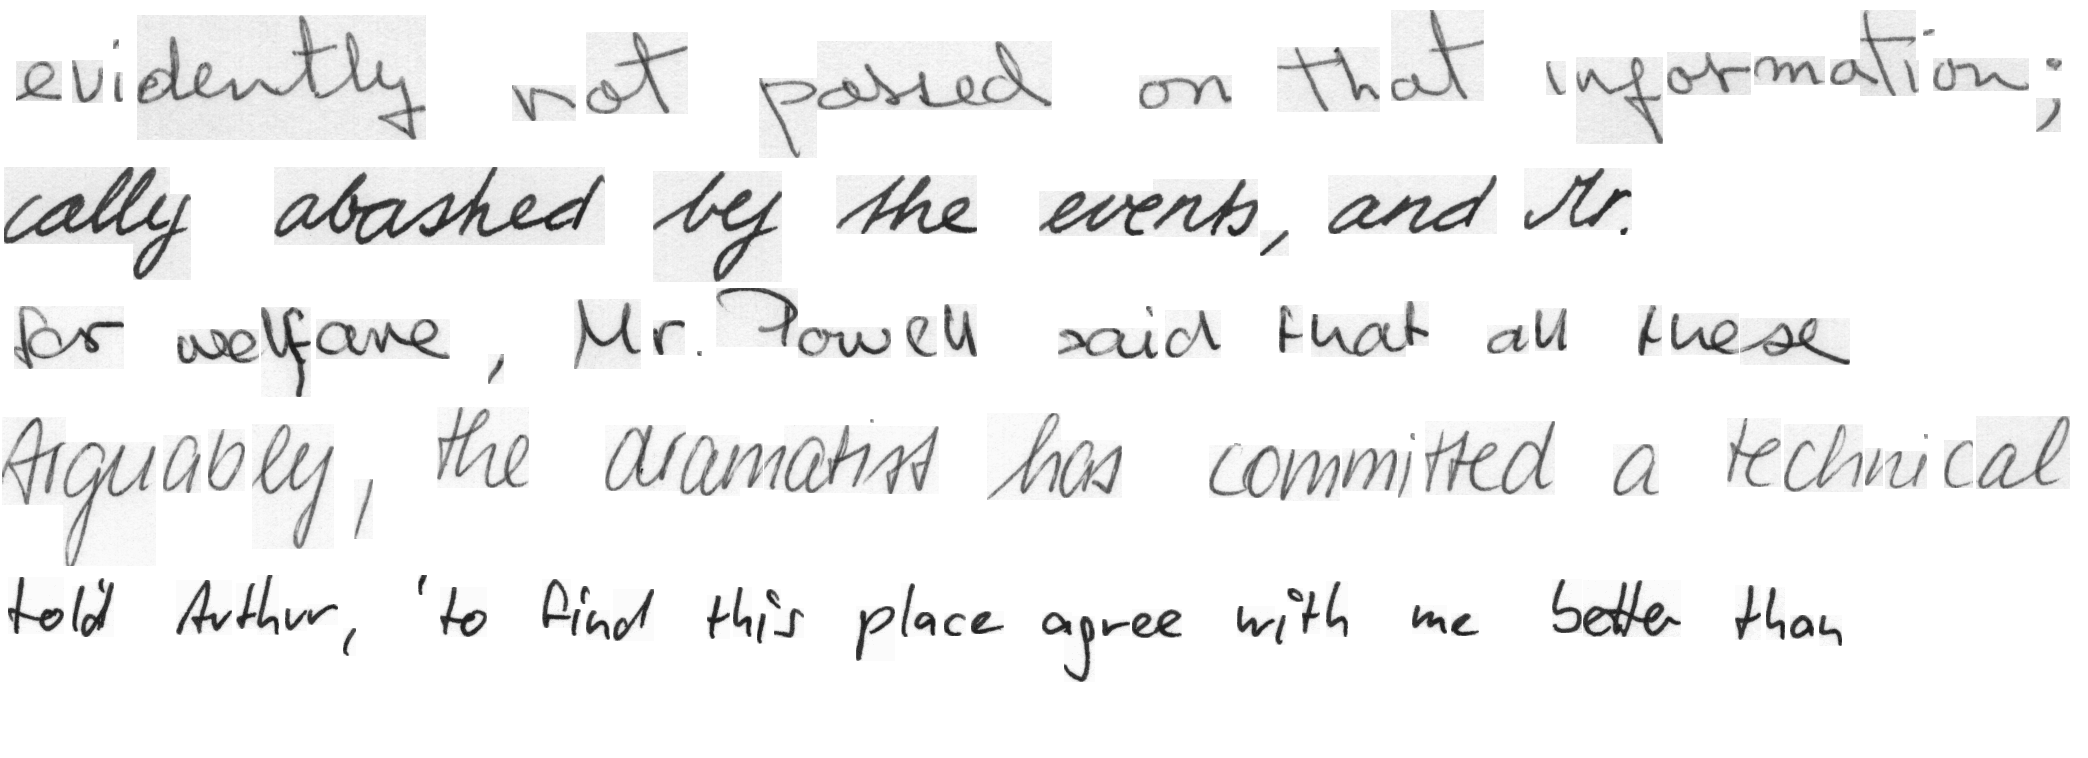 evidently not passed on that information;
cally abashed by the events, and Mr.
for welfare, Mr. Powell said that all these
Arguably, the dramatist has committed a technical
told Arthur, 'to find this place agree with me better than